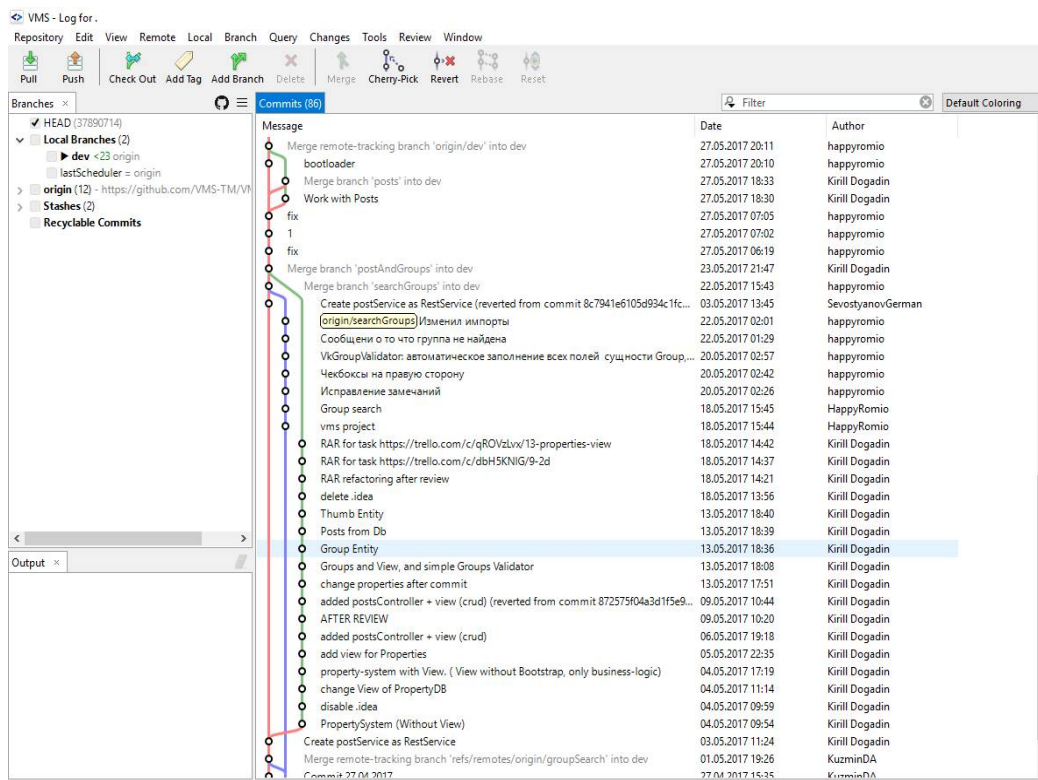 VMS - Log for .
Repository Edit View Remote Local Branch Query Changes Tools Review Window
Pull Push Check Out Add Tag Add Branch Delete Merge Cherry-Pick Revert Rebase Reset
Branches × Commits (86) Filter Default Coloring
HEAD (37890714)
Local Branches (2)
dev <23 origin
lastScheduler = origin
origin (12) - https://github.com/VMS-TM/VM
Stashes (2)
Recyclable Commits
Output ×
Message Date Author
Merge remote-tracking branch 'origin/dev' into dev 27.05.2017 20:11 happyromio
bootloader 27.05.2017 20:10 happyromio
Merge branch 'posts' into dev 27.05.2017 18:33 Kirill Dogadin
Work with Posts 27.05.2017 18:30 Kirill Dogadin
fix 27.05.2017 07:05 happyromio
1 27.05.2017 07:02 happyromio
fix 27.05.2017 06:19 happyromio
Merge branch 'postAndGroups' into dev 23.05.2017 21:47 Kirill Dogadin
Merge branch 'searchGroups' into dev 22.05.2017 15:43 happyromio
Create postService as RestService (reverted from commit 8c7941e6105d934c1fc... 03.05.2017 13:45 SevostyanovGerman
origin/searchGroups Изменил импорты 22.05.2017 02:01 happyromio
Сообщени о то что группа не найдена 22.05.2017 01:29 happyromio
VkGroupValidator: автоматическое заполнение всех полей сущности Group,... 20.05.2017 02:57 happyromio
Чекбоксы на правую сторону 20.05.2017 02:42 happyromio
Исправление замечаний 20.05.2017 02:26 happyromio
Group search 18.05.2017 15:45 HappyRomio
vms project 18.05.2017 15:44 HappyRomio
RAR for task https://trello.com/c/qROVzLvx/13-properties-view 18.05.2017 14:42 Kirill Dogadin
RAR for task https://trello.com/c/dbH5KNIG/9-2d 18.05.2017 14:37 Kirill Dogadin
RAR refactoring after review 18.05.2017 14:21 Kirill Dogadin
delete .idea 18.05.2017 13:56 Kirill Dogadin
Thumb Entity 13.05.2017 18:40 Kirill Dogadin
Posts from Db 13.05.2017 18:39 Kirill Dogadin
Group Entity 13.05.2017 18:36 Kirill Dogadin
Groups and View, and simple Groups Validator 13.05.2017 18:08 Kirill Dogadin
change properties after commit 13.05.2017 17:51 Kirill Dogadin
added postsController + view (crud) (reverted from commit 872575f04a3d1f5e9... 09.05.2017 10:44 Kirill Dogadin
AFTER REVIEW 09.05.2017 10:20 Kirill Dogadin
added postsController + view (crud) 06.05.2017 19:18 Kirill Dogadin
add view for Properties 05.05.2017 22:35 Kirill Dogadin
property-system with View. ( View without Bootstrap, only business-logic) 04.05.2017 17:19 Kirill Dogadin
change View of PropertyDB 04.05.2017 11:14 Kirill Dogadin
disable .idea 04.05.2017 09:59 Kirill Dogadin
PropertySystem (Without View) 04.05.2017 09:54 Kirill Dogadin
Create postService as RestService 03.05.2017 11:24 Kirill Dogadin
Merge remote-tracking branch 'refs/remotes/origin/groupSearch' into dev 01.05.2017 19:26 KuzminDA
Commit 27.04.2017 27.04.2017 15:35 KuzminDA